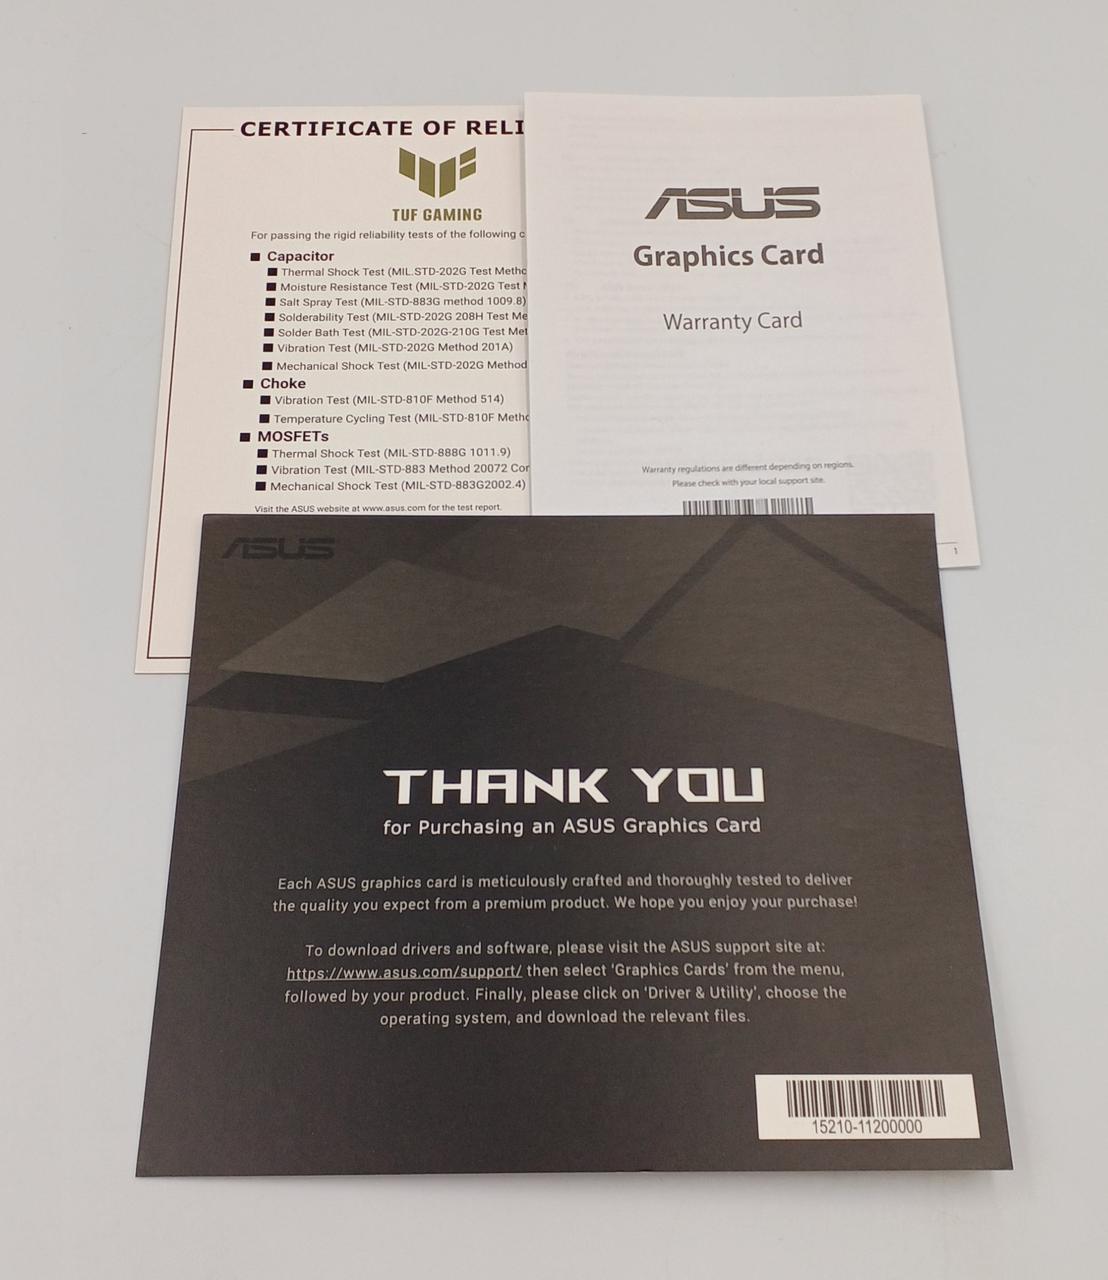 CERTIFICATE OF RELI
TUF GAMING
For passing the rigid reliability tests of the following c
■ Capacitor
■ Thermal Shock Test (MIL.STD-202G Test Metho
■ Moisture Resistance Test (MIL-STD-202G Test
■ Salt Spray Test (MIL-STD-883G method 1009.8)
■ Solderability Test (MIL-STD-202G 208H Test Me
■ Solder Bath Test (MIL-STD-202G-210G Test Met
■ Vibration Test (MIL-STD-202G Method 201A)
■ Mechanical Shock Test (MIL-STD-202G Method
■ Choke
■ Vibration Test (MIL-STD-810F Method 514)
■ Temperature Cycling Test (MIL-STD-810F Metho
■ MOSFETs
■ Thermal Shock Test (MIL-STD-888G 1011.9)
■ Vibration Test (MIL-STD-883 Method 20072 Con
■ Mechanical Shock Test (MIL-STD-883G2002.4)
Visit the ASUS website at www.asus.com for the test report.
ASUS
Graphics Card
Warranty Card
Warranty regulations are different depending on regions.
Please check with your local support site.
1
ASUS
THANK YOU
for Purchasing an ASUS Graphics Card
Each ASUS graphics card is meticulously crafted and thoroughly tested to deliver
the quality you expect from a premium product. We hope you enjoy your purchase!
To download drivers and software, please visit the ASUS support site at:
https://www.asus.com/support/ then select 'Graphics Cards' from the menu,
followed by your product. Finally, please click on 'Driver & Utility', choose the
operating system, and download the relevant files.
15210-11200000